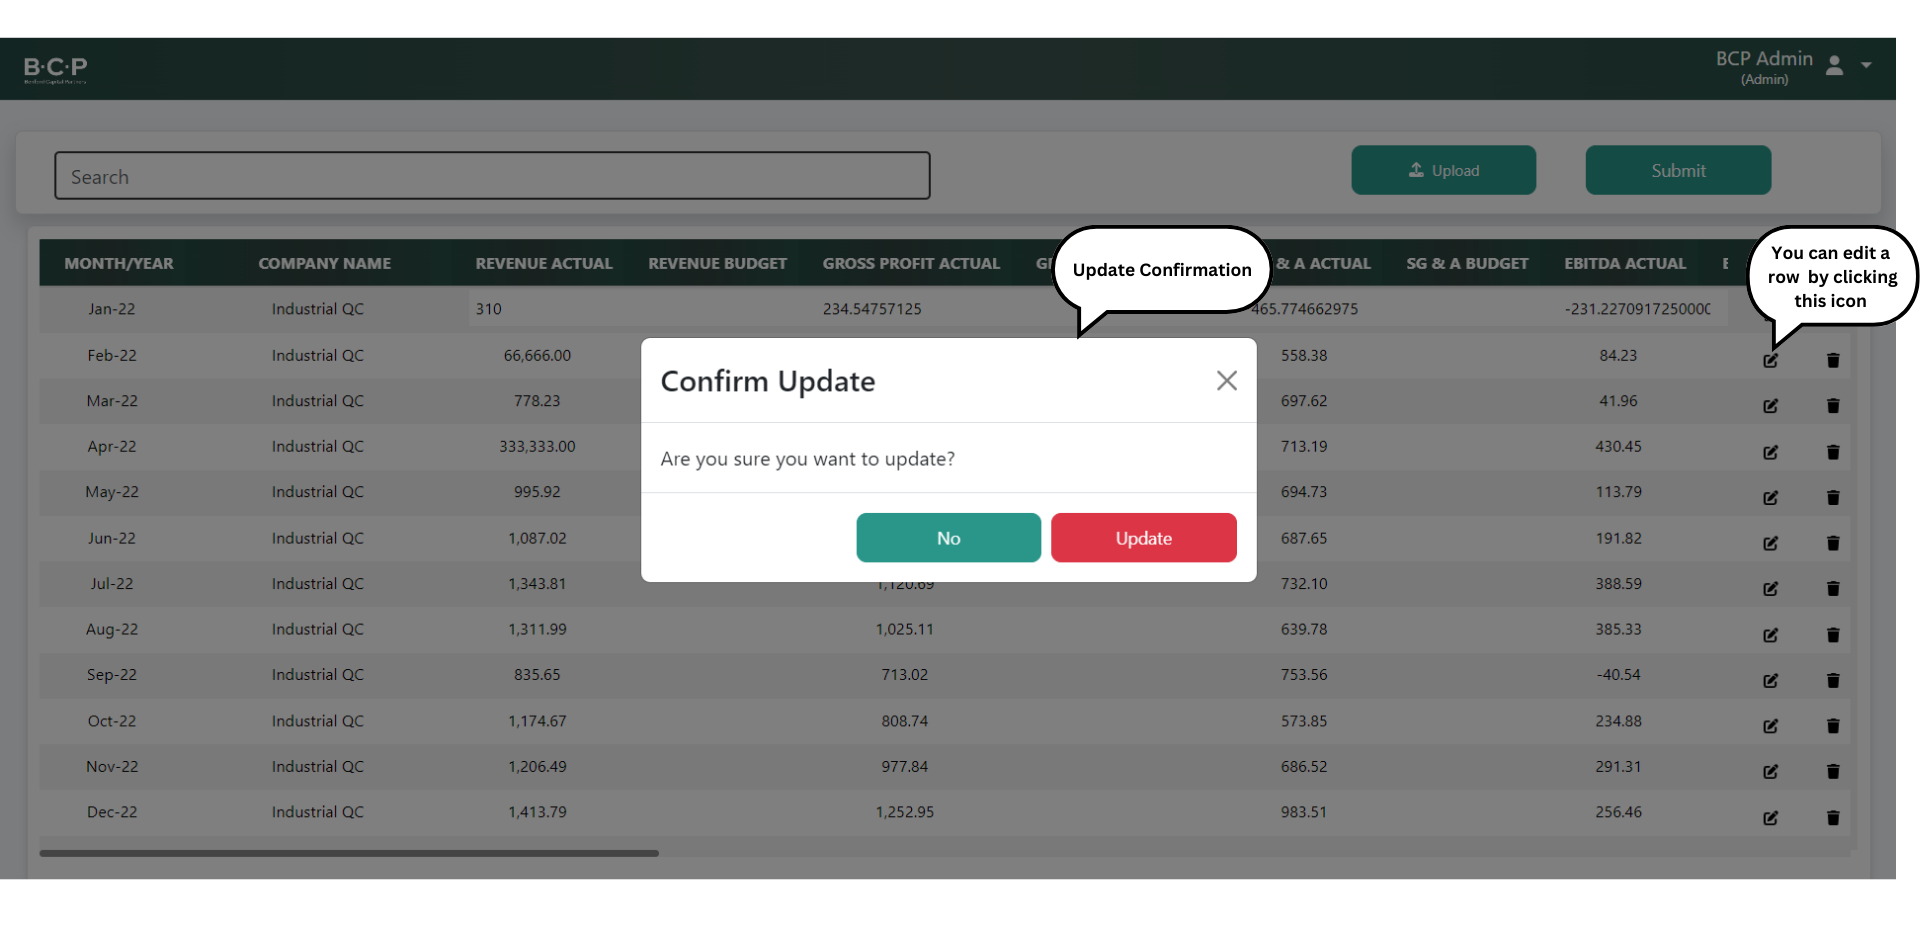 B·C·P
BCP Admin
(Admin)
Search
Upload
Submit
MONTH/YEAR COMPANY NAME REVENUE ACTUAL REVENUE BUDGET GROSS PROFIT ACTUAL & A ACTUAL SG & A BUDGET EBITDA ACTUAL
Update Confirmation
You can edit a
row by clicking
this icon
Jan-22 Industrial QC 310 234.54757125 465.774662975 -231.2270917250000
Feb-22 Industrial QC 66,666.00 558.38 84.23
Mar-22 Industrial QC 778.23 697.62 41.96
Apr-22 Industrial QC 333,333.00 713.19 430.45
May-22 Industrial QC 995.92 694.73 113.79
Jun-22 Industrial QC 1,087.02 687.65 191.82
Jul-22 Industrial QC 1,343.81 1,120.69 732.10 388.59
Aug-22 Industrial QC 1,311.99 1,025.11 639.78 385.33
Sep-22 Industrial QC 835.65 713.02 753.56 -40.54
Oct-22 Industrial QC 1,174.67 808.74 573.85 234.88
Nov-22 Industrial QC 1,206.49 977.84 686.52 291.31
Dec-22 Industrial QC 1,413.79 1,252.95 983.51 256.46
Confirm Update
Are you sure you want to update?
No
Update